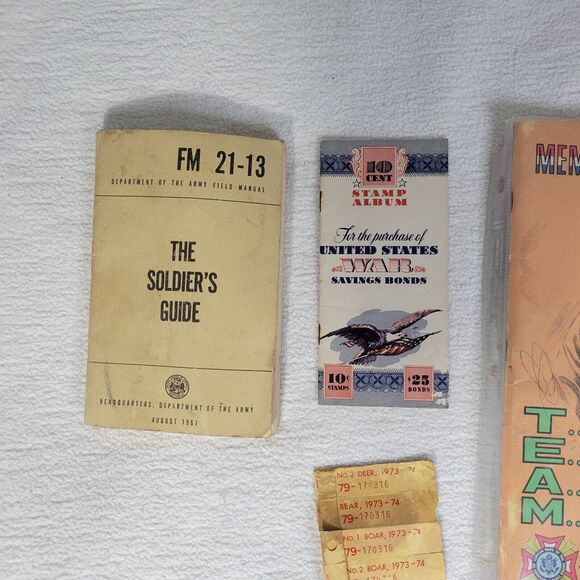 FM 21-13
DEPARTMENT OF THE ARMY FIELD MANUAL
THE
SOLDIER'S
GUIDE
HEADQUARTERS, DEPARTMENT OF THE ARMY
AUGUST 1961
10
CENT
STAMP
ALBUM
For the purchase of
UNITED STATES
WAR
SAVINGS BONDS
10¢
STAMPS
$25
BONDS
No. 2 DEER, 1973-74
79-170316
BEAR, 1973-74
79-170316
No. 1 BOAR, 1973-74
79-170316
No. 2 BOAR, 1973-74
MEM
T...
E...
A...
M...